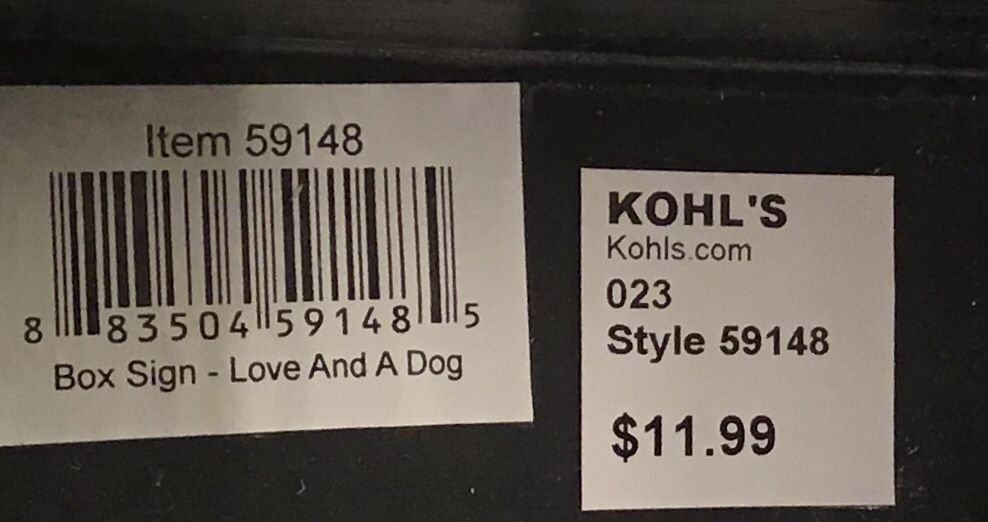 Item 59148
8 83504 59148 5
Box Sign - Love And A Dog
KOHL'S
Kohls.com
023
Style 59148
$11.99